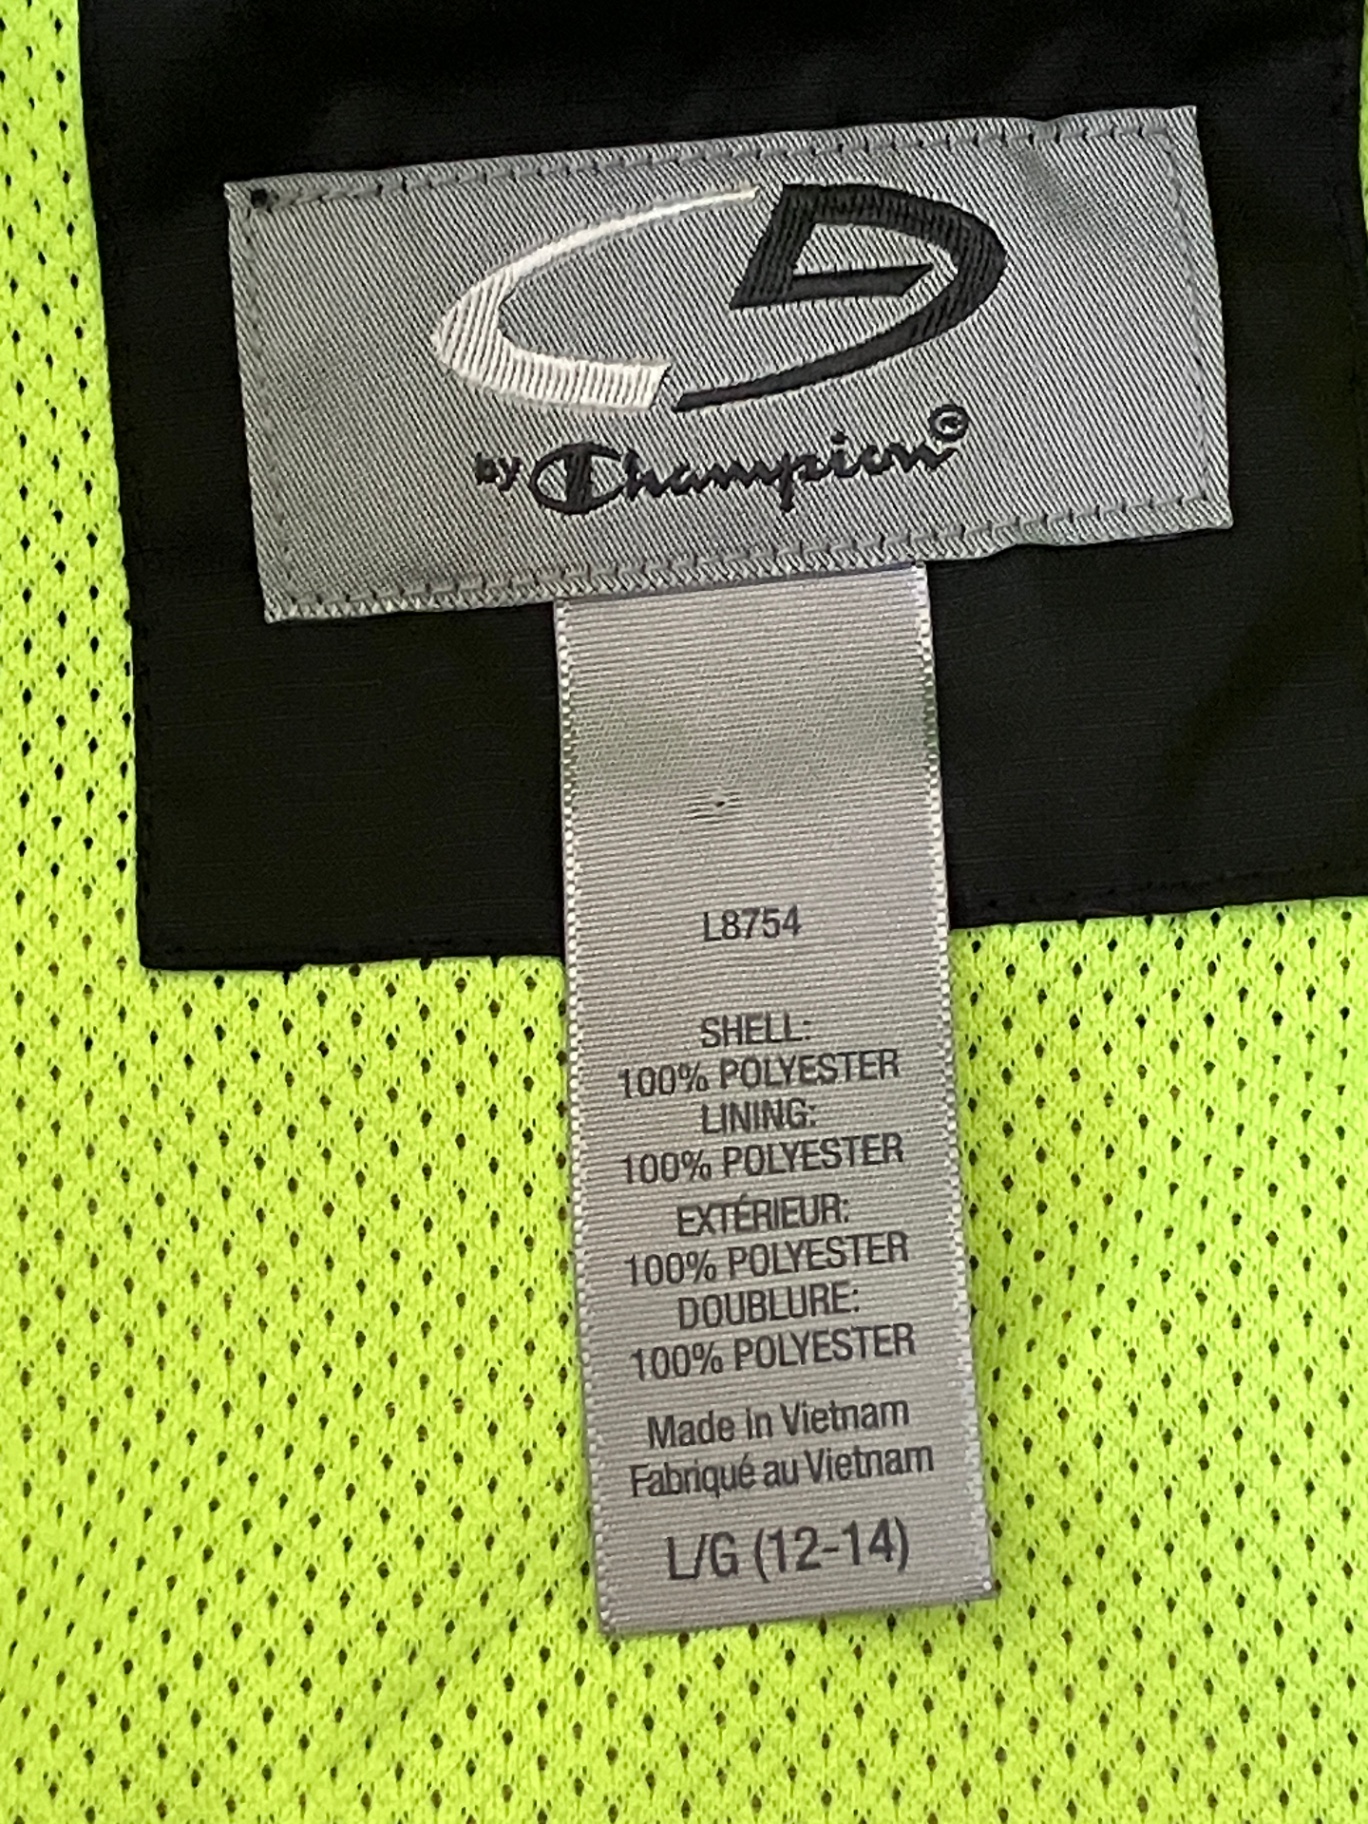 by Champion©
L8754
SHELL:
100% POLYESTER
LINING:
100% POLYESTER
EXTÉRIEUR:
100% POLYESTER
DOUBLURE:
100% POLYESTER
Made in Vietnam
Fabriqué au Vietnam
L/G (12-14)